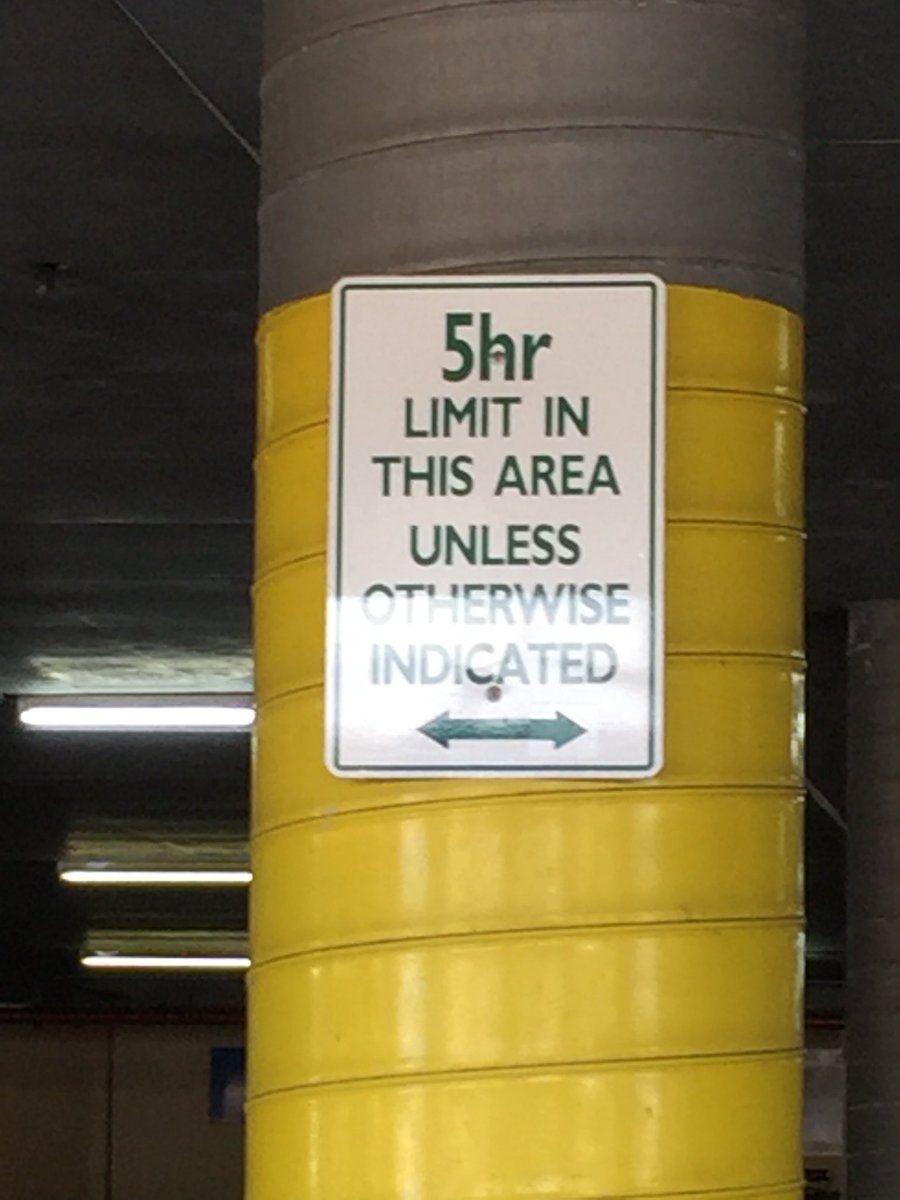 5hr
LIMIT IN
THIS AREA
UNLESS
OTHERWISE
INDICATED